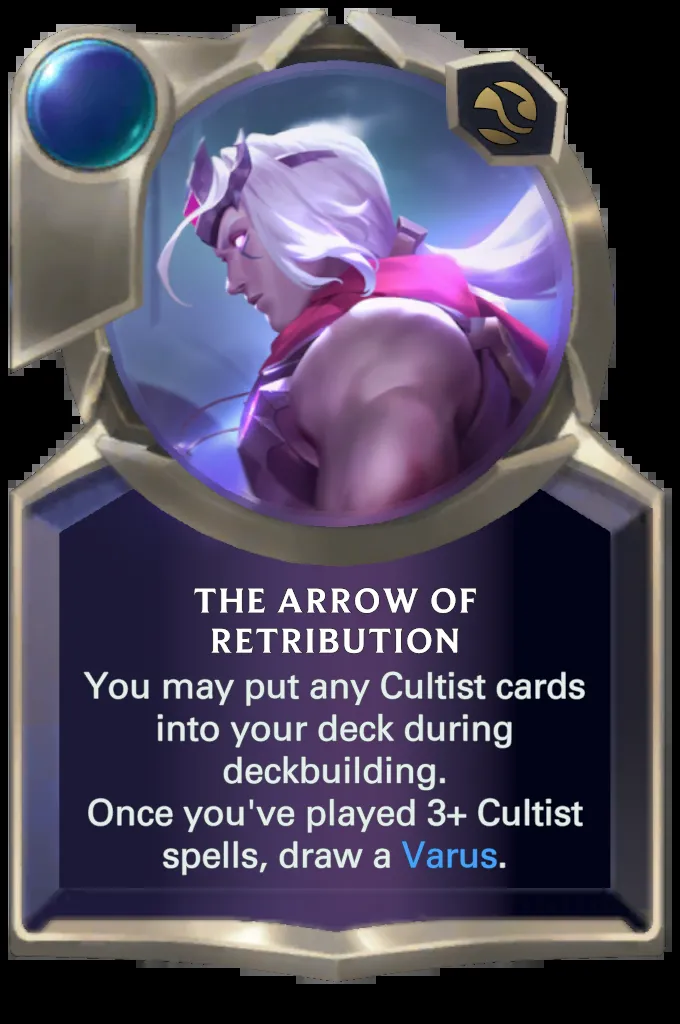 THE ARROW OF
RETRIBUTION
You may put any Cultist cards
into your deck during
deckbuilding.
Once you've played 3+ Cultist
spells, draw a Varus.